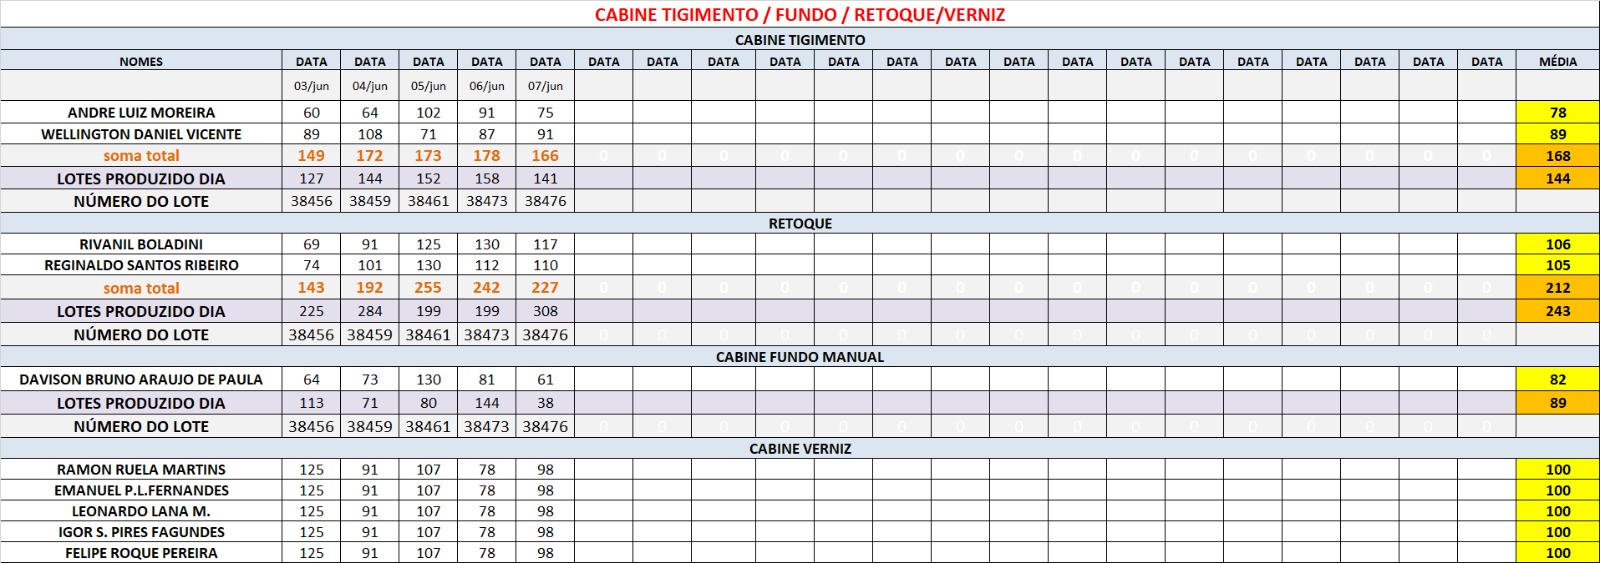 CABINE TIGIMENTO / FUNDO / RETOQUE/VERNIZ
CABINE TIGIMENTO
NOMES DATA DATA DATA DATA DATA DATA DATA DATA DATA DATA DATA DATA DATA DATA DATA DATA DATA DATA DATA DATA DATA MÉDIA
03/jun 04/jun 05/jun 06/jun 07/jun
ANDRE LUIZ MOREIRA 60 64 102 91 75 78
WELLINGTON DANIEL VICENTE 89 108 71 87 91 89
soma total 149 172 173 178 166 0 0 0 0 0 0 0 0 0 0 0 0 0 0 0 0 168
LOTES PRODUZIDO DIA 127 144 152 158 141 144
NÚMERO DO LOTE 38456 38459 38461 38473 38476
RETOQUE
RIVANIL BOLADINI 69 91 125 130 117 106
REGINALDO SANTOS RIBEIRO 74 101 130 112 110 105
soma total 143 192 255 242 227 0 0 0 0 0 0 0 0 0 0 0 0 0 0 0 0 212
LOTES PRODUZIDO DIA 225 284 199 199 308 243
NÚMERO DO LOTE 38456 38459 38461 38473 38476 0 0 0 0 0 0 0 0 0 0 0 0 0 0 0 0
CABINE FUNDO MANUAL
DAVISON BRUNO ARAUJO DE PAULA 64 73 130 81 61 82
LOTES PRODUZIDO DIA 113 71 80 144 38 89
NÚMERO DO LOTE 38456 38459 38461 38473 38476 0 0 0 0 0 0 0 0 0 0 0 0 0 0 0 0
CABINE VERNIZ
RAMON RUELA MARTINS 125 91 107 78 98 100
EMANUEL P.L.FERNANDES 125 91 107 78 98 100
LEONARDO LANA M. 125 91 107 78 98 100
IGOR S. PIRES FAGUNDES 125 91 107 78 98 100
FELIPE ROQUE PEREIRA 125 91 107 78 98 100